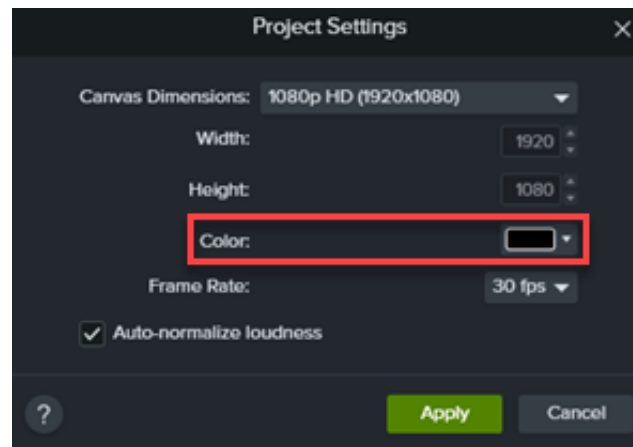 Project Settings
Canvas Dimensions: 1080p HD (1920x1080)
Width: 1920
Height: 1080
Color:
Frame Rate: 30 fps
Auto-normalize loudness
? Apply Cancel